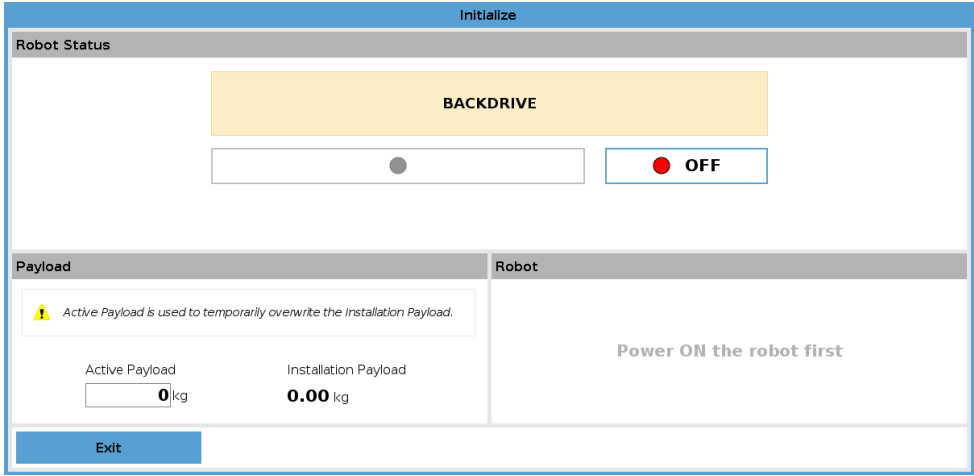 Initialize
Robot Status
BACKDRIVE
OFF
Payload
Active Payload is used to temporarily overwrite the Installation Payload.
Active Payload
Installation Payload
0 kg
0.00 kg
Robot
Power ON the robot first
Exit